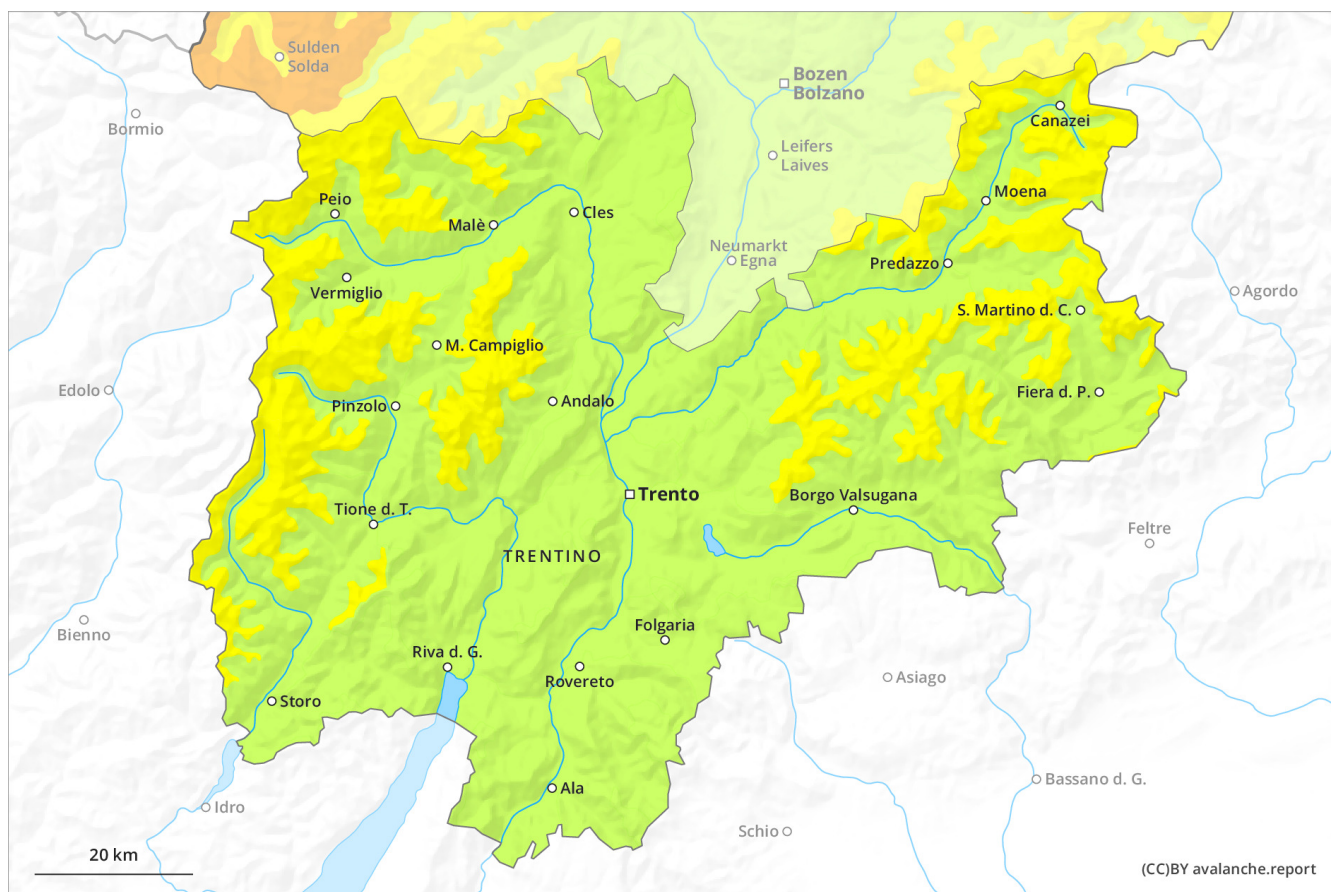 Sulden
Solda
Bozen
Bolzano
Bormio
Canazei
Leifers
Laives
Peio
Malè
Cles
Moena
Neumarkt
Egna
Predazzo
Vermiglio
Agordo
S. Martino d. C.
M. Campiglio
Edolo
Pinzolo
Andalo
Fiera d. P.
Trento
Borgo Valsugana
Tione d. T.
Feltre
TRENTINO
Bienno
Folgaria
Riva d. G.
Rovereto
Asiago
Storo
Bassano d. G.
Ala
Idro
Schio
20 km
(CC)BY avalanche.report